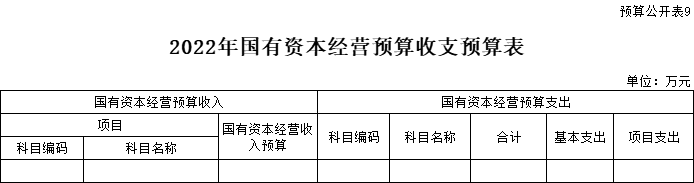 预算公开表9
2022年国有资本经营预算收支预算表
单位：万元
国有资本经营预算收入 国有资本经营预算支出
项目 国有资本经营收入预算 科目编码 科目名称 合计 基本支出 项目支出
科目编码 科目名称